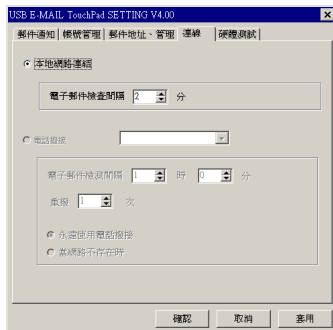 USB E-MAIL TouchPad SETTING V4.00
郵件通知 帳號管理 郵件地址、管理 連線 硬體測試
本地網路連結
電子郵件檢查間隔 2 分
電話撥接
電子郵件檢測間隔 1 時 0 分
重撥 1 次
永遠使用電話撥接
當網路不存在時
確認 取消 套用